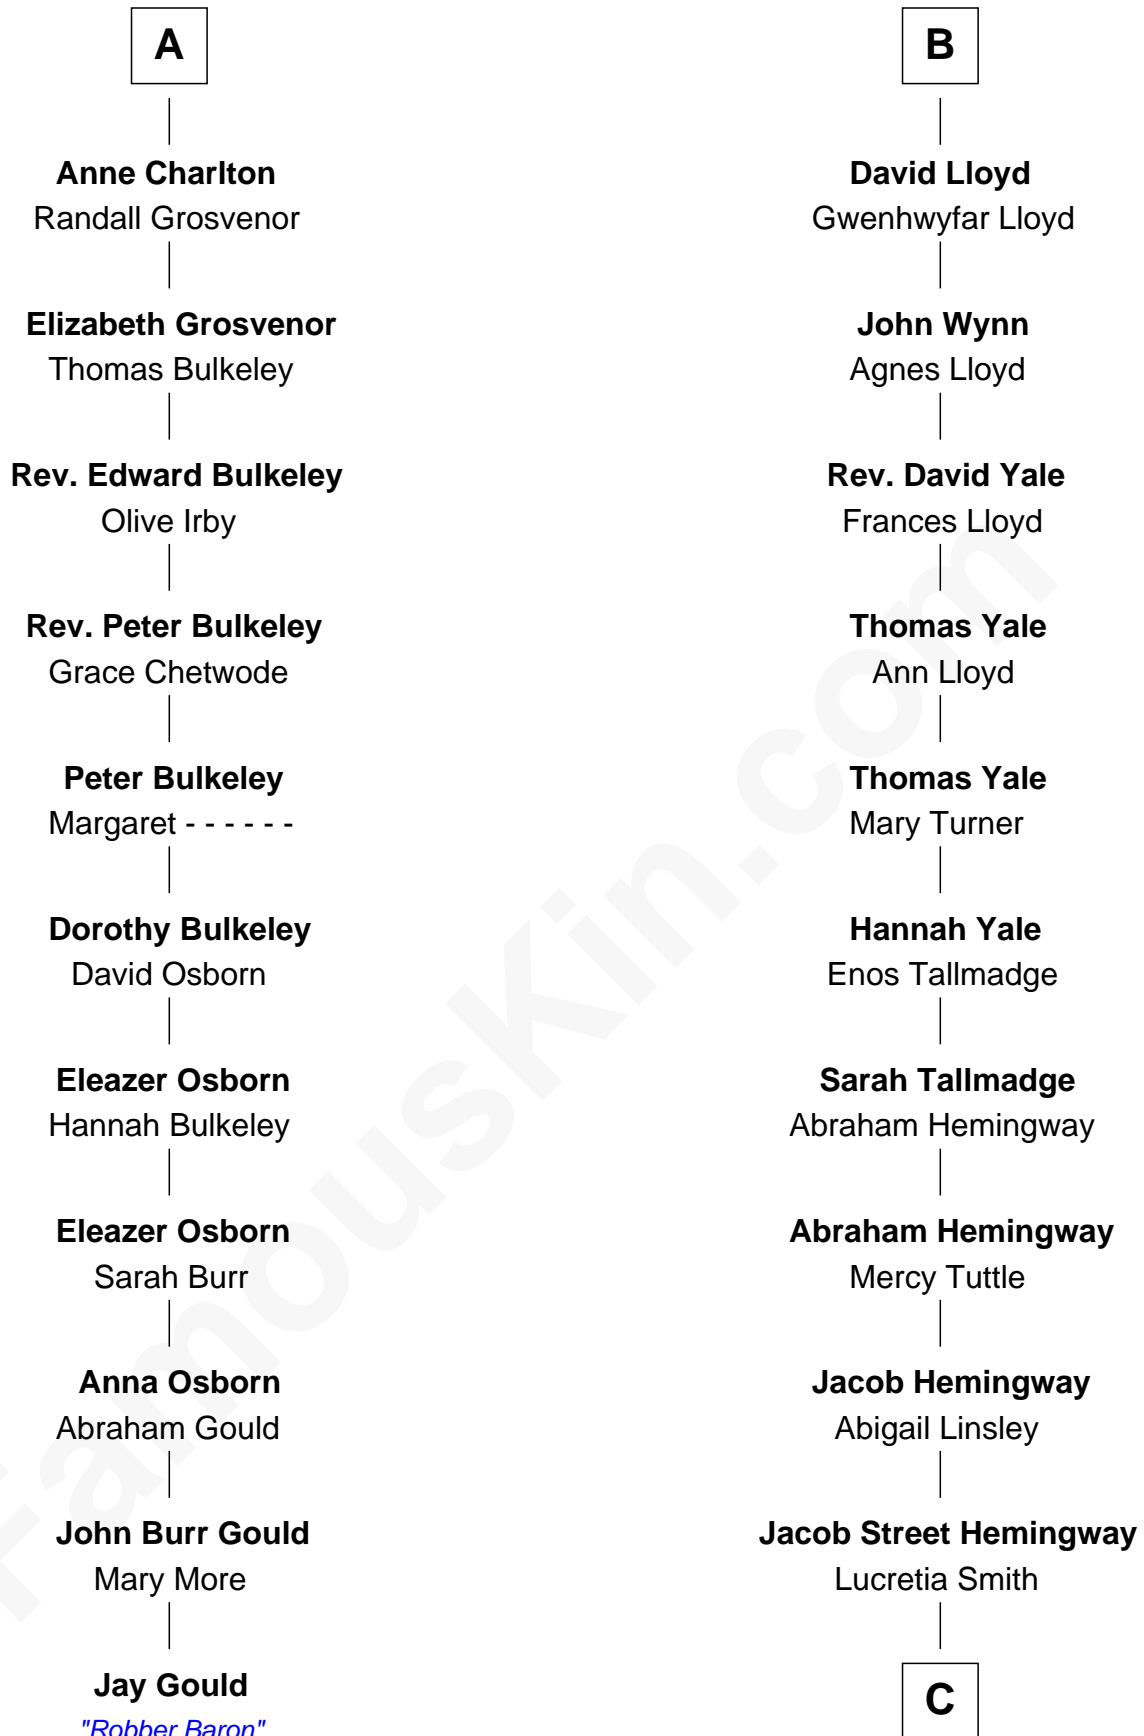 A
Anne Charlton
Randall Grosvenor
Elizabeth Grosvenor
Thomas Bulkeley
Rev. Edward Bulkeley
Olive Irby
Rev. Peter Bulkeley
Grace Chetwode
Peter Bulkeley
Margaret - - - - - -
Dorothy Bulkeley
David Osborn
Eleazer Osborn
Hannah Bulkeley
Eleazer Osborn
Sarah Burr
Anna Osborn
Abraham Gould
John Burr Gould
Mary More
Jay Gould
"Robber Baron"
B
David Lloyd
Gwenhwyfar Lloyd
John Wynn
Agnes Lloyd
Rev. David Yale
Frances Lloyd
Thomas Yale
Ann Lloyd
Thomas Yale
Mary Turner
Hannah Yale
Enos Tallmadge
Sarah Tallmadge
Abraham Hemingway
Abraham Hemingway
Mercy Tuttle
Jacob Hemingway
Abigail Linsley
Jacob Street Hemingway
Lucretia Smith
C
FamousKin.com